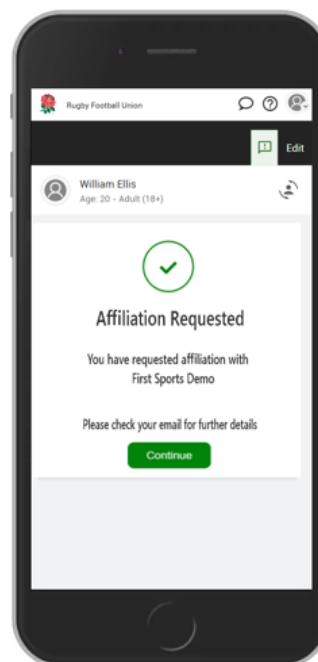 Rugby Football Union
Edit
William Ellis
Age: 20 - Adult (18+)
Affiliation Requested
You have requested affiliation with
First Sports Demo
Please check your email for further details
Continue